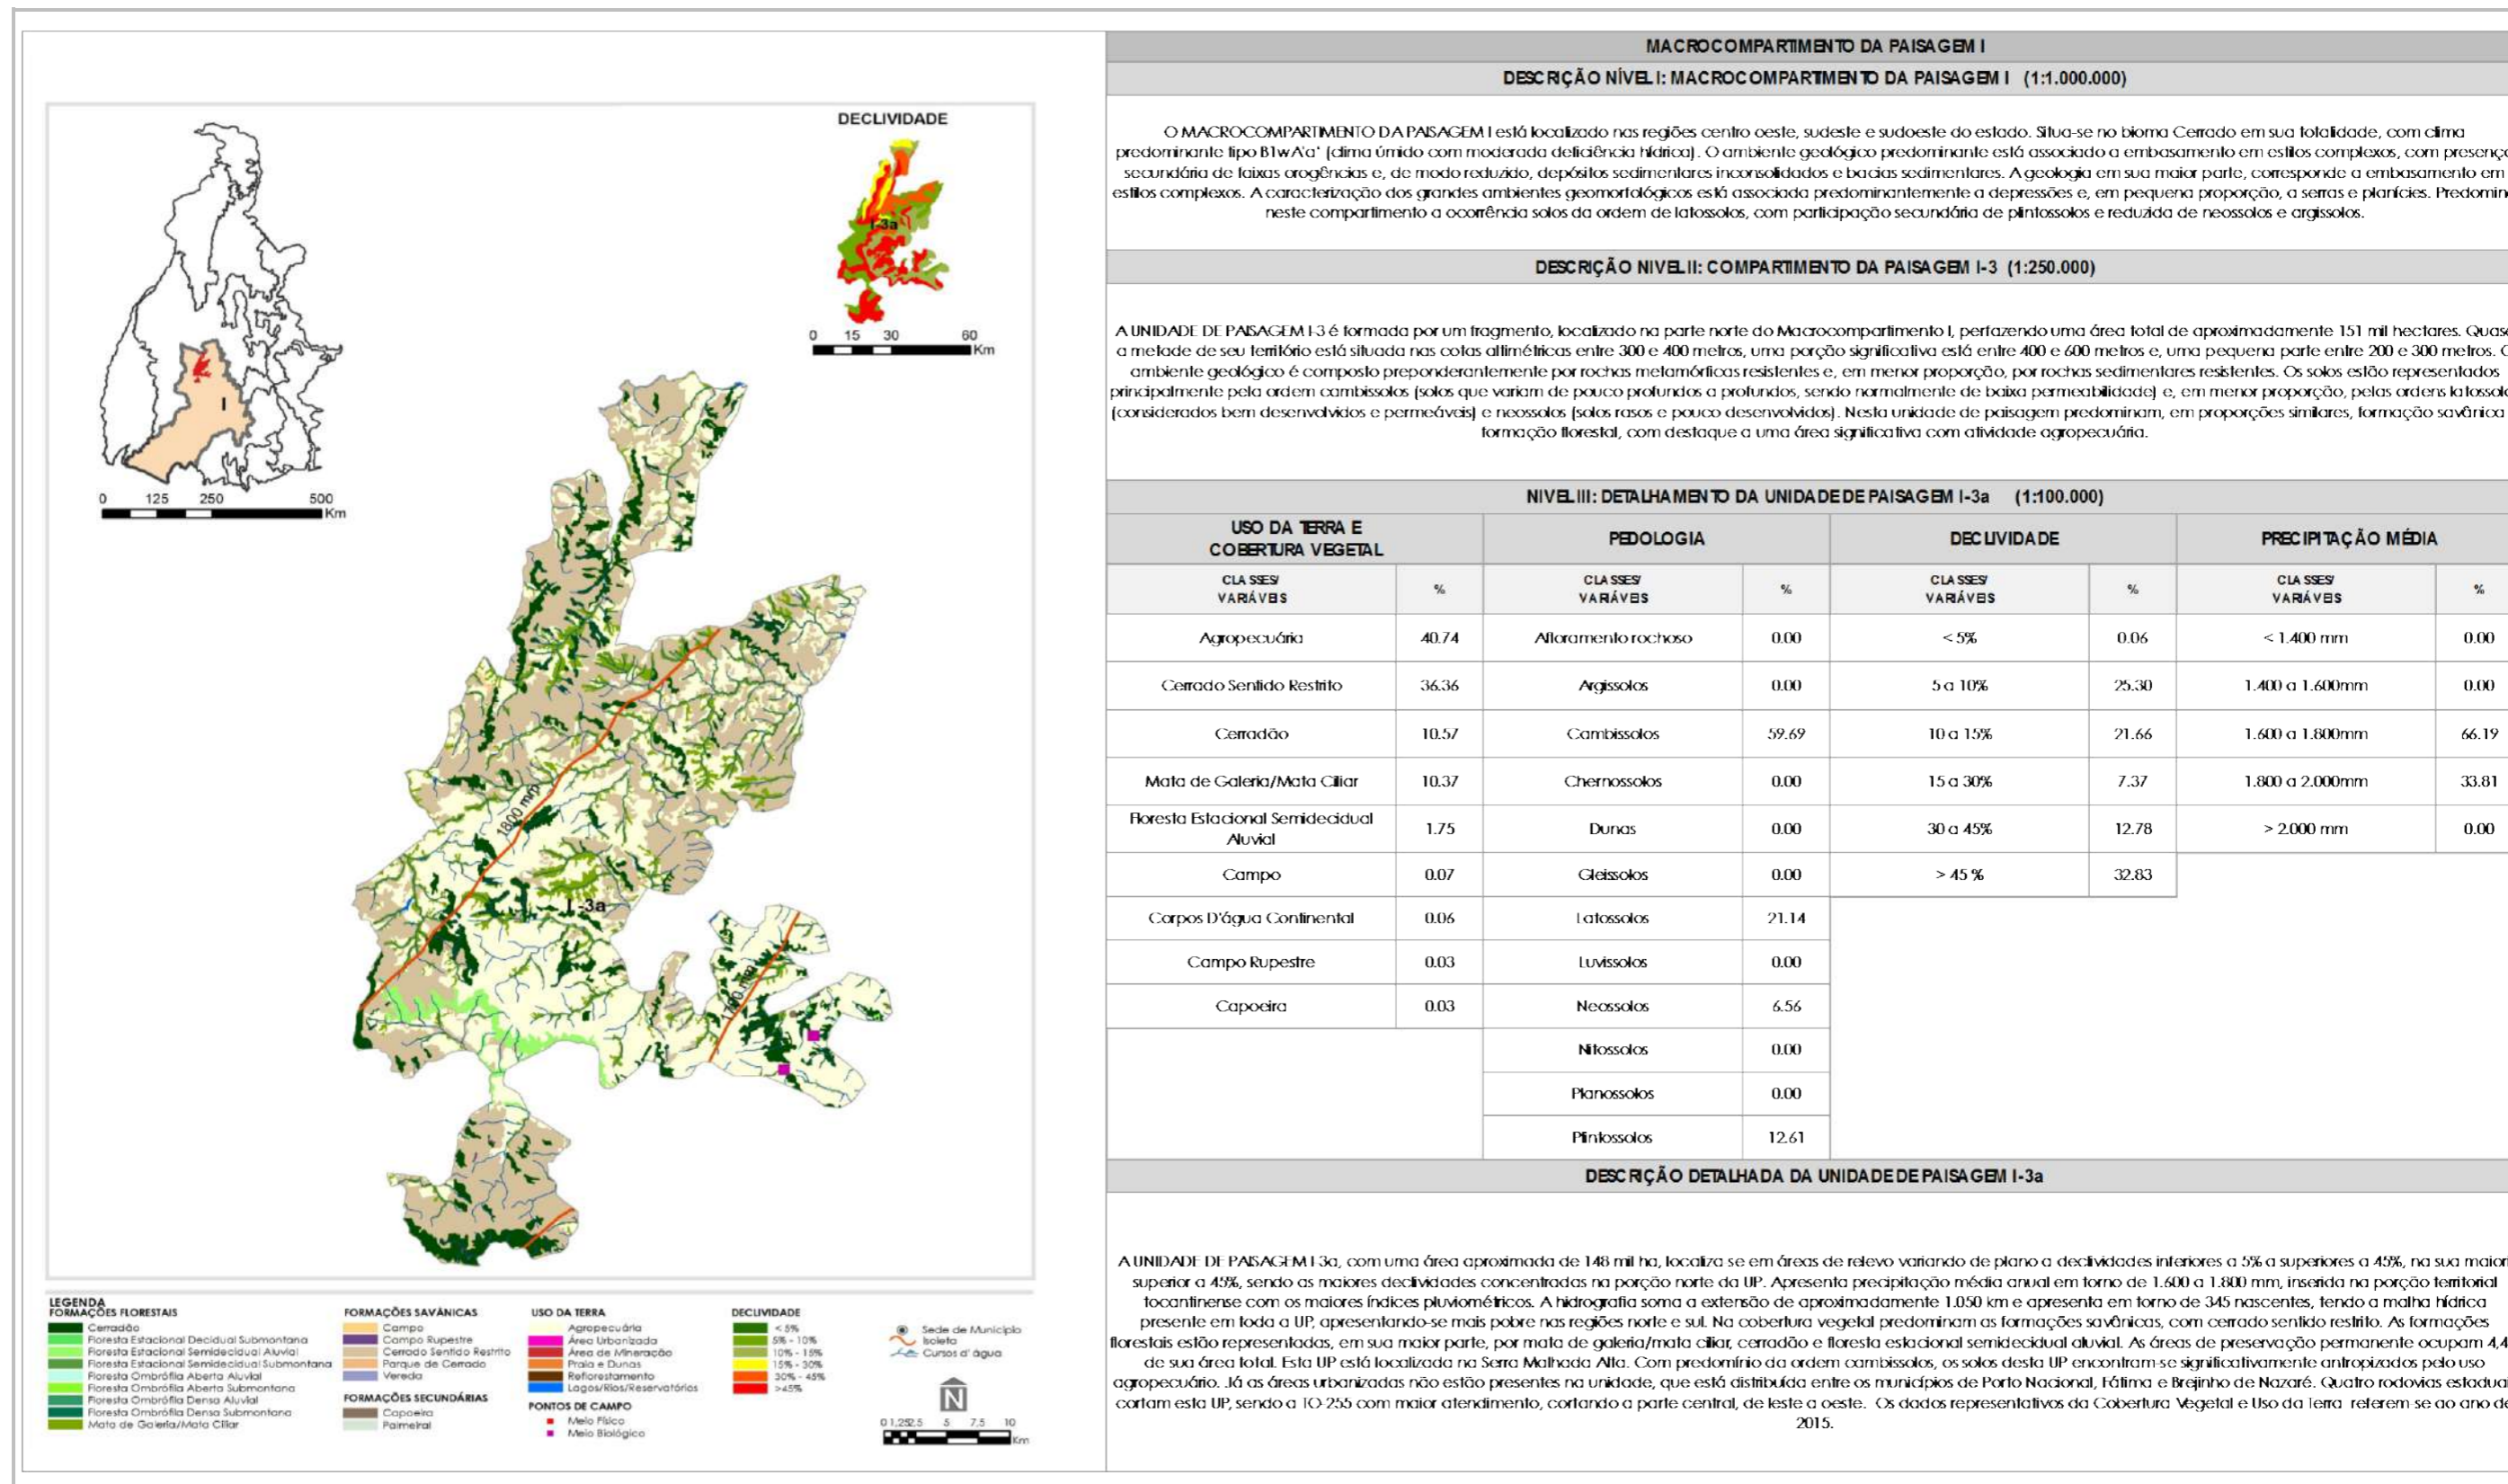 DECLIVIDADE
I-3a
0 15 30 60
Km
I
0 125 250 500
Km
1800 mm
I-3a
LEGENDA
FORMAÇÕES FLORESTAIS
Cerradão
Floresta Estacional Decidual Submontana
Floresta Estacional Semidecidual Aluvial
Floresta Estacional Semidecidual Submontana
Floresta Ombrófila Aberta Aluvial
Floresta Ombrófila Aberta Submontana
Floresta Ombrófila Densa Aluvial
Floresta Ombrófila Densa Submontana
Mata de Galeria/Mata Ciliar
FORMAÇÕES SAVÂNICAS
Campo
Campo Rupestre
Cerrado Sentido Restrito
Parque de Cerrado
Vereda
FORMAÇÕES SECUNDÁRIAS
Capoeira
Palmeiral
USO DA TERRA
Agropecuária
Área Urbanizada
Área de Mineração
Praia e Dunas
Reflorestamento
Lagos/Rios/Reservatórios
PONTOS DE CAMPO
Meio Físico
Meio Biológico
DECLIVIDADE
< 5%
5% - 10%
10% - 15%
15% - 30%
30% - 45%
>45%
Sede de Município
Isoieta
Cursos d' água
N
0 1,252,5 5 7,5 10
Km
MACROCOMPARTIMENTO DA PAISAGEM I
DESCRIÇÃO NÍVEL I: MACROCOMPARTIMENTO DA PAISAGEM I (1:1.000.000)
O MACROCOMPARTIMENTO DA PAISAGEM I está localizado nas regiões centro oeste, sudeste e sudoeste do estado. Situa-se no bioma Cerrado em sua totalidade, com clima
predominante tipo B1wA'a' (clima úmido com moderada deficiência hídrica). O ambiente geológico predominante está associado a embasamento em estilos complexos, com presenç
secundária de faixas orogências e, de modo reduzido, depósitos sedimentares inconsolidados e bacias sedimentares. A geologia em sua maior parte, corresponde a embasamento em
estilos complexos. A caracterização dos grandes ambientes geomorfológicos está associada predominantemente a depressões e, em pequena proporção, a serras e planícies. Predomin
neste compartimento a ocorrência solos da ordem de latossolos, com participação secundária de plintossolos e reduzida de neossolos e argissolos.
DESCRIÇÃO NIVEL II: COMPARTIMENTO DA PAISAGEM I-3 (1:250.000)
A UNIDADE DE PAISAGEM I-3 é formada por um fragmento, localizado na parte norte do Macrocompartimento I, perfazendo uma área total de aproximadamente 151 mil hectares. Quas
a metade de seu território está situada nas cotas altimétricas entre 300 e 400 metros, uma porção significativa está entre 400 e 600 metros e, uma pequena parte entre 200 e 300 metros. O
ambiente geológico é composto preponderantemente por rochas metamórficas resistentes e, em menor proporção, por rochas sedimentares resistentes. Os solos estão representados
principalmente pela ordem cambissolos (solos que variam de pouco profundos a profundos, sendo normalmente de baixa permeabilidade) e, em menor proporção, pelas ordens latossolo
(considerados bem desenvolvidos e permeáveis) e neossolos (solos rasos e pouco desenvolvidos). Nesta unidade de paisagem predominam, em proporções similares, formação savânica
formação florestal, com destaque a uma área significativa com atividade agropecuária.
NIVEL III: DETALHAMENTO DA UNIDADE DE PAISAGEM I-3a (1:100.000)
USO DA TERRA E COBERTURA VEGETAL PEDOLOGIA DECLIVIDADE PRECIPITAÇÃO MÉDIA
CLASSES/ VARIÁVEIS % CLASSES/ VARIÁVEIS % CLASSES/ VARIÁVEIS % CLASSES/ VARIÁVEIS %
Agropecuária 40.74 Afloramento rochoso 0.00 < 5% 0.06 < 1.400 mm 0.00
Cerrado Sentido Restrito 36.36 Argissolos 0.00 5 a 10% 25.30 1.400 a 1.600mm 0.00
Cerradão 10.57 Cambissolos 59.69 10 a 15% 21.66 1.600 a 1.800mm 66.19
Mata de Galeria/Mata Ciliar 10.37 Chernossolos 0.00 15 a 30% 7.37 1.800 a 2.000mm 33.81
Floresta Estacional Semidecidual Aluvial 1.75 Dunas 0.00 30 a 45% 12.78 > 2.000 mm 0.00
Campo 0.07 Gleissolos 0.00 > 45 % 32.83
Corpos D'água Continental 0.06 Latossolos 21.14
Campo Rupestre 0.03 Luvissolos 0.00
Capoeira 0.03 Neossolos 6.56
Nitossolos 0.00
Planossolos 0.00
Plintossolos 12.61
DESCRIÇÃO DETALHADA DA UNIDADE DE PAISAGEM I-3a
A UNIDADE DE PAISAGEM I 3a, com uma área aproximada de 148 mil ha, localiza se em áreas de relevo variando de plano a declividades inferiores a 5% a superiores a 45%, na sua maior
superior a 45%, sendo as maiores declividades concentradas na porção norte da UP. Apresenta precipitação média anual em torno de 1.600 a 1.800 mm, inserida na porção territorial
tocantinense com os maiores índices pluviométricos. A hidrografia soma a extensão de aproximadamente 1.050 km e apresenta em torno de 345 nascentes, tendo a malha hídrica
presente em toda a UP, apresentando-se mais pobre nas regiões norte e sul. Na cobertura vegetal predominam as formações savânicas, com cerrado sentido restrito. As formações
florestais estão representadas, em sua maior parte, por mata de galeria/mata ciliar, cerradão e floresta estacional semidecidual aluvial. As áreas de preservação permanente ocupam 4,4
de sua área total. Esta UP está localizada na Serra Malhada Alta. Com predomínio da ordem cambissolos, os solos desta UP encontram-se significativamente antropizados pelo uso
agropecuário. Já as áreas urbanizadas não estão presentes na unidade, que está distribuída entre os municípios de Porto Nacional, Fátima e Brejinho de Nazaré. Quatro rodovias estaduai
cortam esta UP, sendo a TO-255 com maior atendimento, cortando a parte central, de leste a oeste. Os dados representativos da Cobertura Vegetal e Uso da Terra referem-se ao ano de
2015.